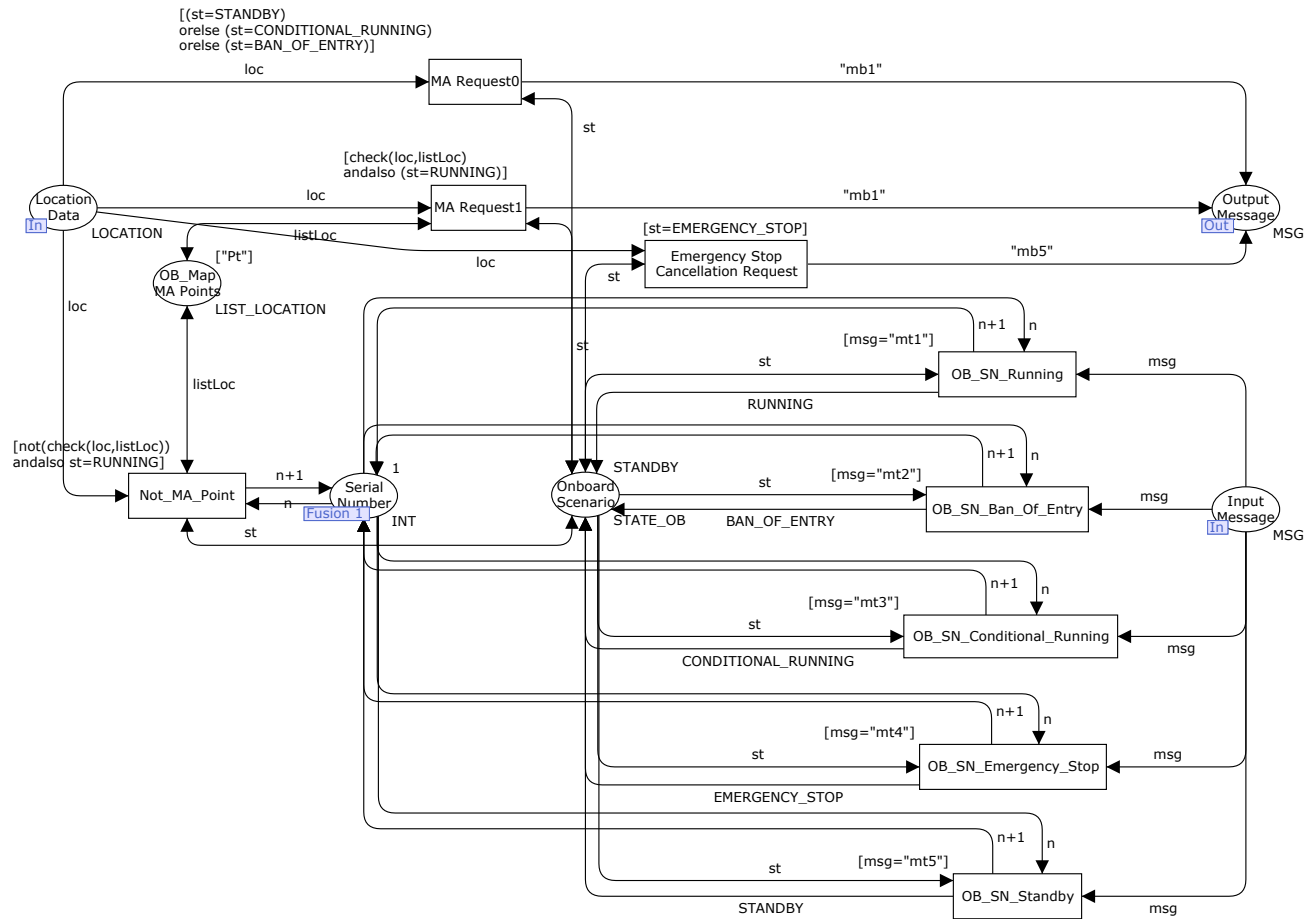 [(st=STANDBY)
orelse (st=CONDITIONAL_RUNNING)
orelse (st=BAN_OF_ENTRY)]
loc
MA Request0
"mb1"
st
[check(loc,listLoc)
andalso (st=RUNNING)]
loc
MA Request1
"mb1"
Location
Data
In
LOCATION
Output
Message
Out
MSG
listLoc
loc
[st=EMERGENCY_STOP]
Emergency Stop
Cancellation Request
st
"mb5"
["Pt"]
OB_Map
MA Points
LIST_LOCATION
loc
listLoc
st
n+1
n
[msg="mt1"]
st
OB_SN_Running
msg
RUNNING
[not(check(loc,listLoc))
andalso st=RUNNING]
Not_MA_Point
n+1
n
st
1
Serial
Number
Fusion 1
INT
STANDBY
Onboard
Scenario
STATE_OB
n+1
n
[msg="mt2"]
st
OB_SN_Ban_Of_Entry
msg
BAN_OF_ENTRY
Input
Message
In
MSG
n+1
n
[msg="mt3"]
st
OB_SN_Conditional_Running
msg
CONDITIONAL_RUNNING
n+1
n
[msg="mt4"]
st
OB_SN_Emergency_Stop
msg
EMERGENCY_STOP
n+1
n
[msg="mt5"]
st
OB_SN_Standby
msg
STANDBY